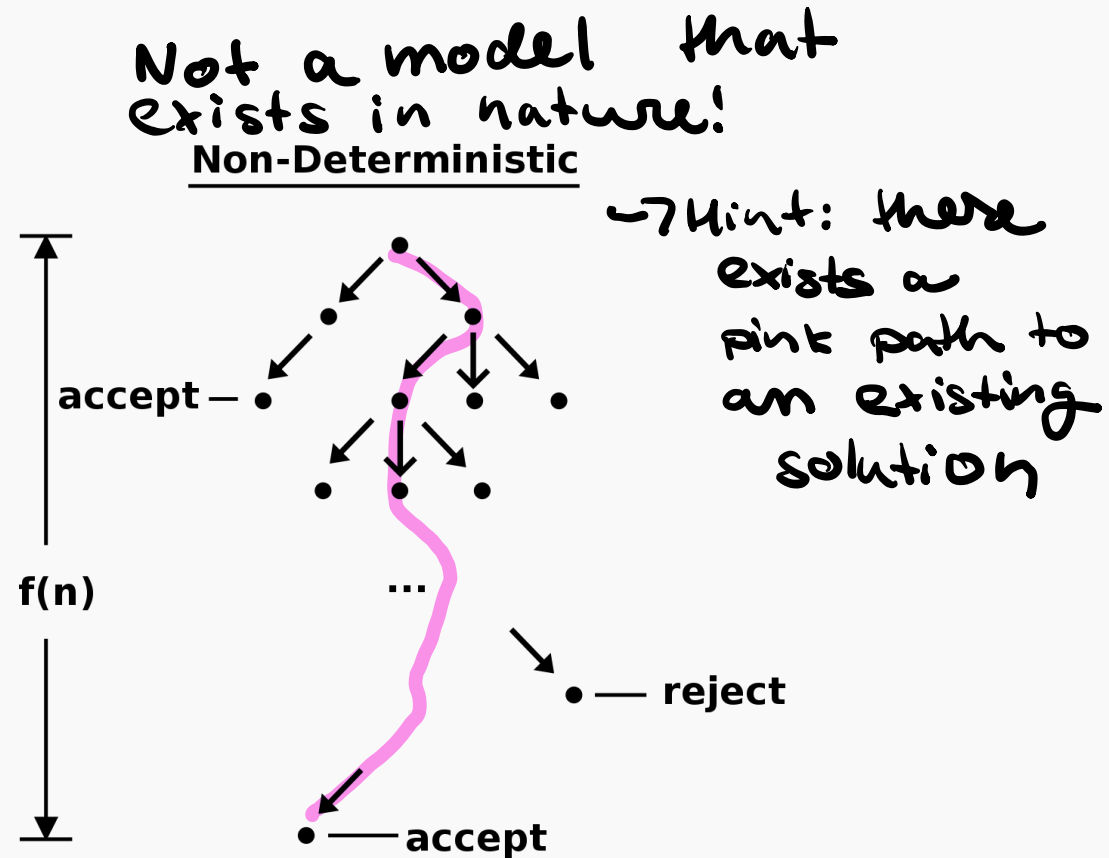 Not a model that
exists in nature!
Non-Deterministic
→ Hint: there
exists a
pink path to
accept
an existing
solution
...
f(n)
reject
accept